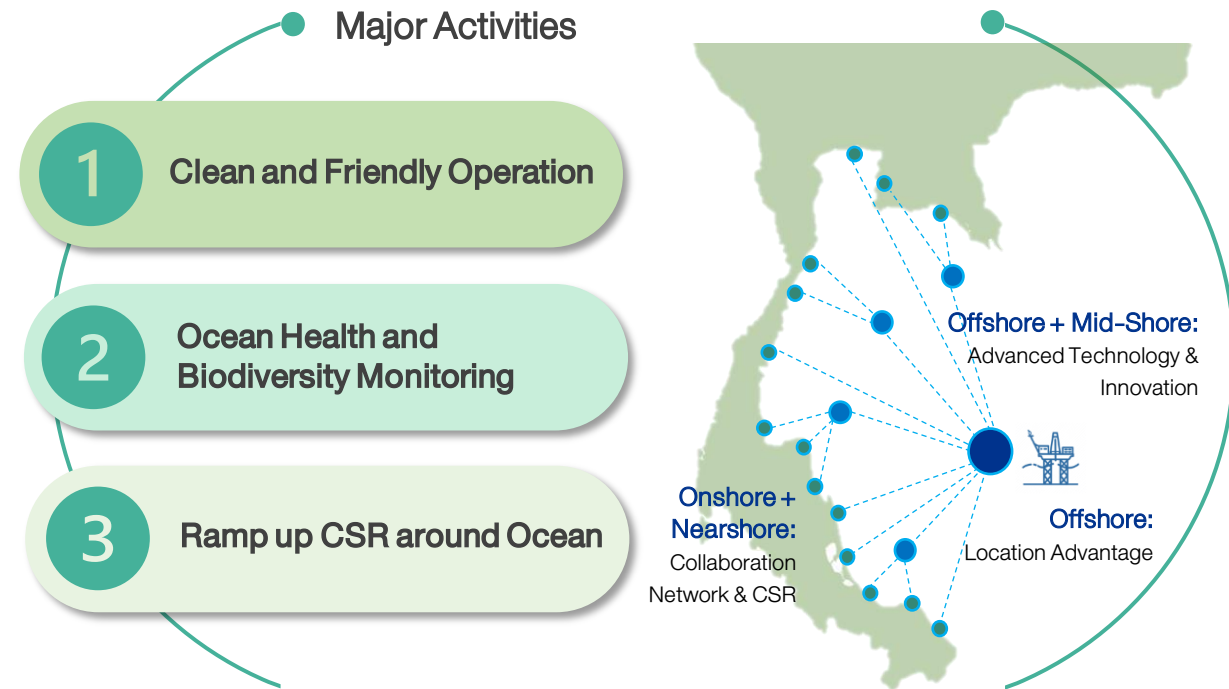 Major Activities
1
Clean and Friendly Operation
2
Ocean Health and
Biodiversity Monitoring
3
Ramp up CSR around Ocean
Offshore + Mid-Shore:
Advanced Technology &
Innovation
Onshore +
Nearshore:
Collaboration
Network & CSR
Offshore:
Location Advantage